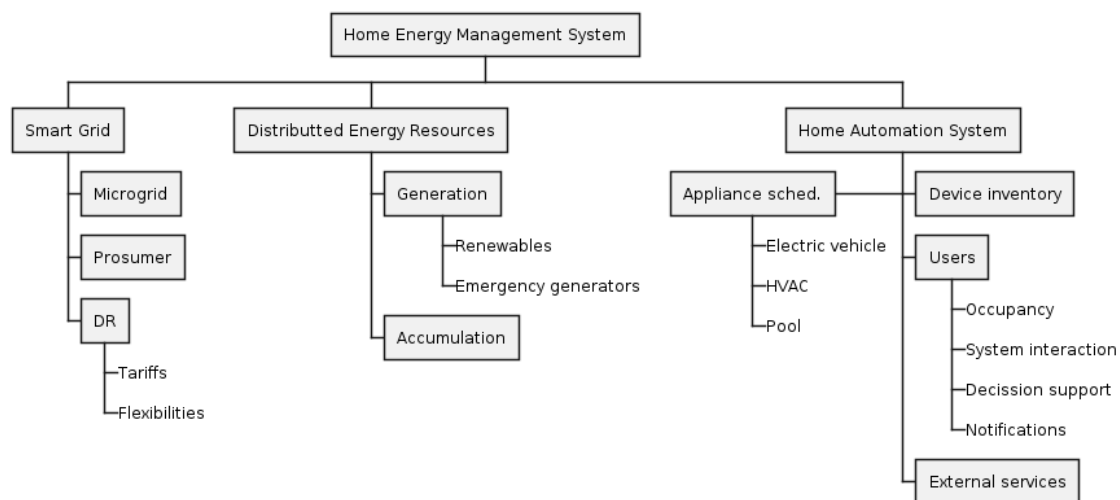 Home Energy Management System
Smart Grid
Distributted Energy Resources
Home Automation System
Microgrid
Prosumer
DR
Tariffs
Flexibilities
Generation
Renewables
Emergency generators
Accumulation
Appliance sched.
Electric vehicle
HVAC
Pool
Device inventory
Users
Occupancy
System interaction
Decission support
Notifications
External services